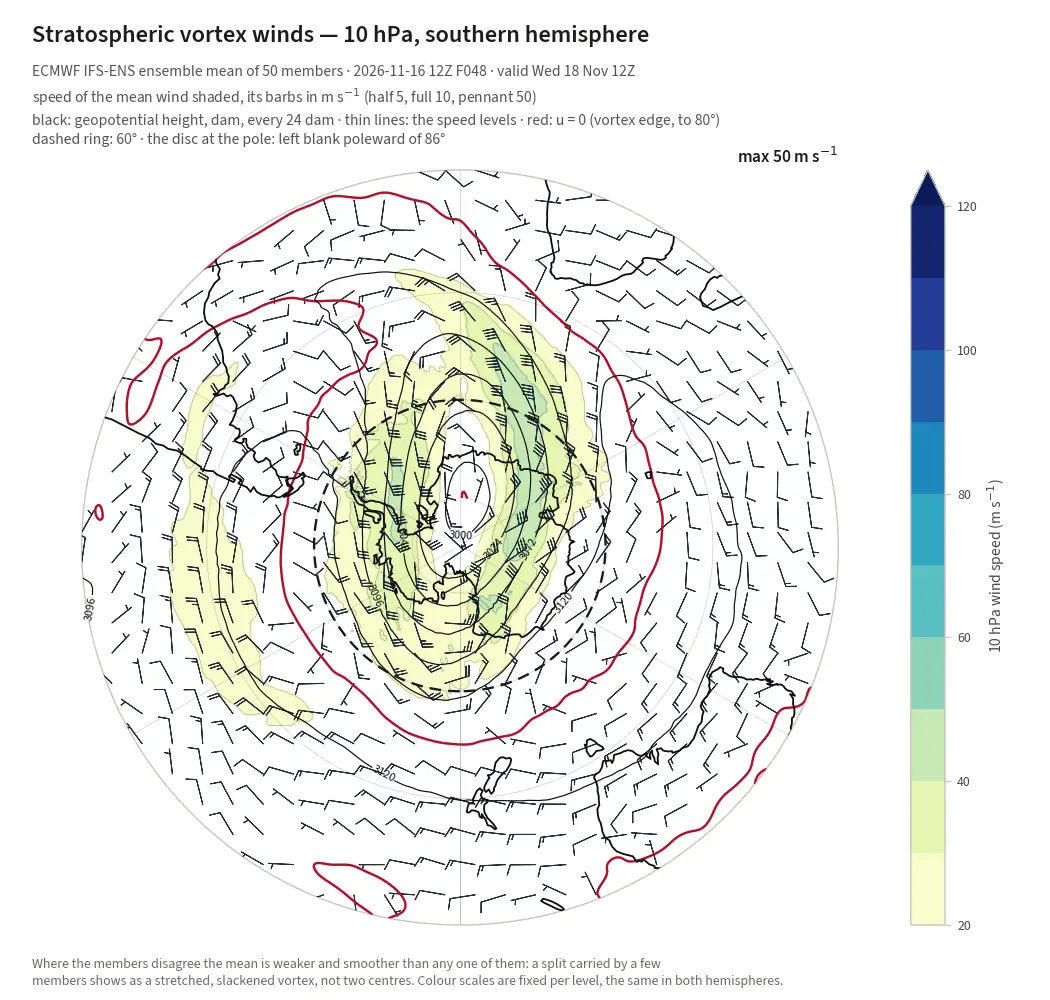 Stratospheric vortex winds — 10 hPa, southern hemisphere
ECMWF IFS-ENS ensemble mean of 50 members · 2026-11-16 12Z F048 · valid Wed 18 Nov 12Z
speed of the mean wind shaded, its barbs in m s⁻¹ (half 5, full 10, pennant 50)
black: geopotential height, dam, every 24 dam · thin lines: the speed levels · red: u = 0 (vortex edge, to 80°)
dashed ring: 60° · the disc at the pole: left blank poleward of 86°
max 50 m s⁻¹
120
100
80
60
40
20
10 hPa wind speed (m s⁻¹)
3000
3024
3072
3096
3120
3096
3120
Where the members disagree the mean is weaker and smoother than any one of them: a split carried by a few
members shows as a stretched, slackened vortex, not two centres. Colour scales are fixed per level, the same in both hemispheres.